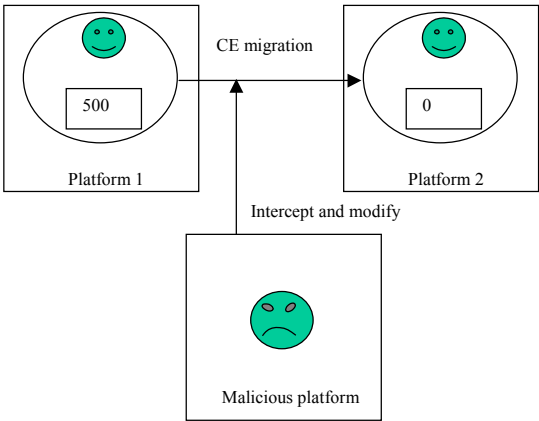 CE migration
500
0
Platform 1
Platform 2
Intercept and modify
Malicious platform